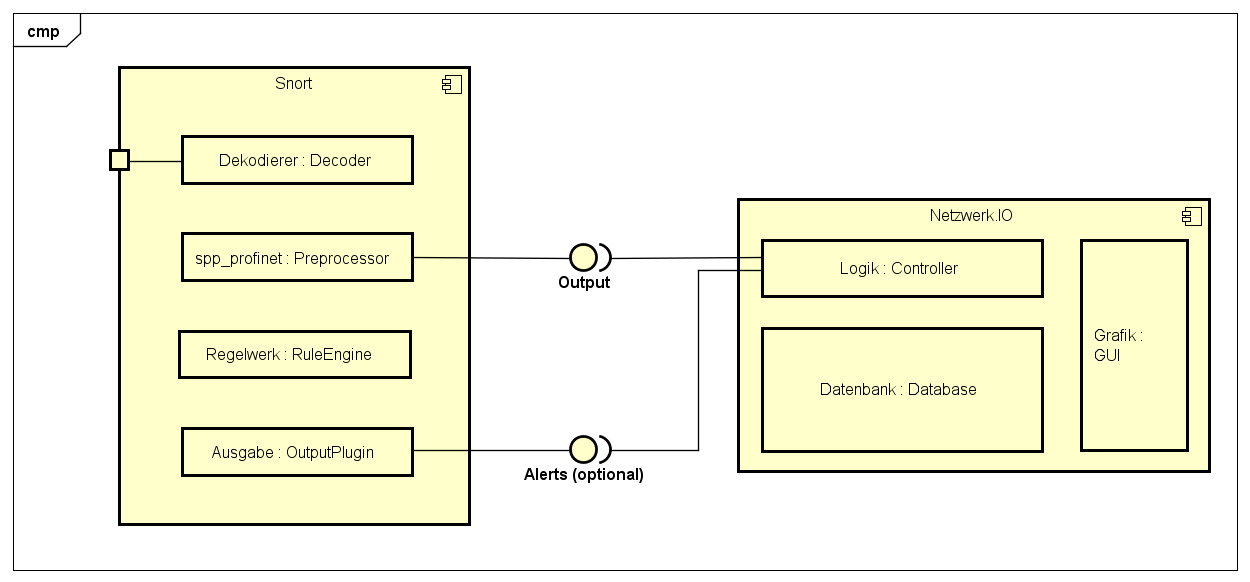 cmp
Snort
Dekodierer : Decoder
spp_profinet : Preprocessor
Regelwerk : RuleEngine
Ausgabe : OutputPlugin
Output
Alerts (optional)
Netzwerk.IO
Logik : Controller
Datenbank : Database
Grafik :
GUI